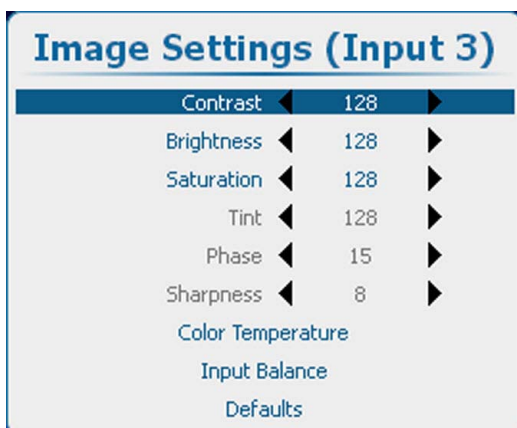 Image Settings (Input 3)
Contrast 128
Brightness 128
Saturation 128
Tint 128
Phase 15
Sharpness 8
Color Temperature
Input Balance
Defaults